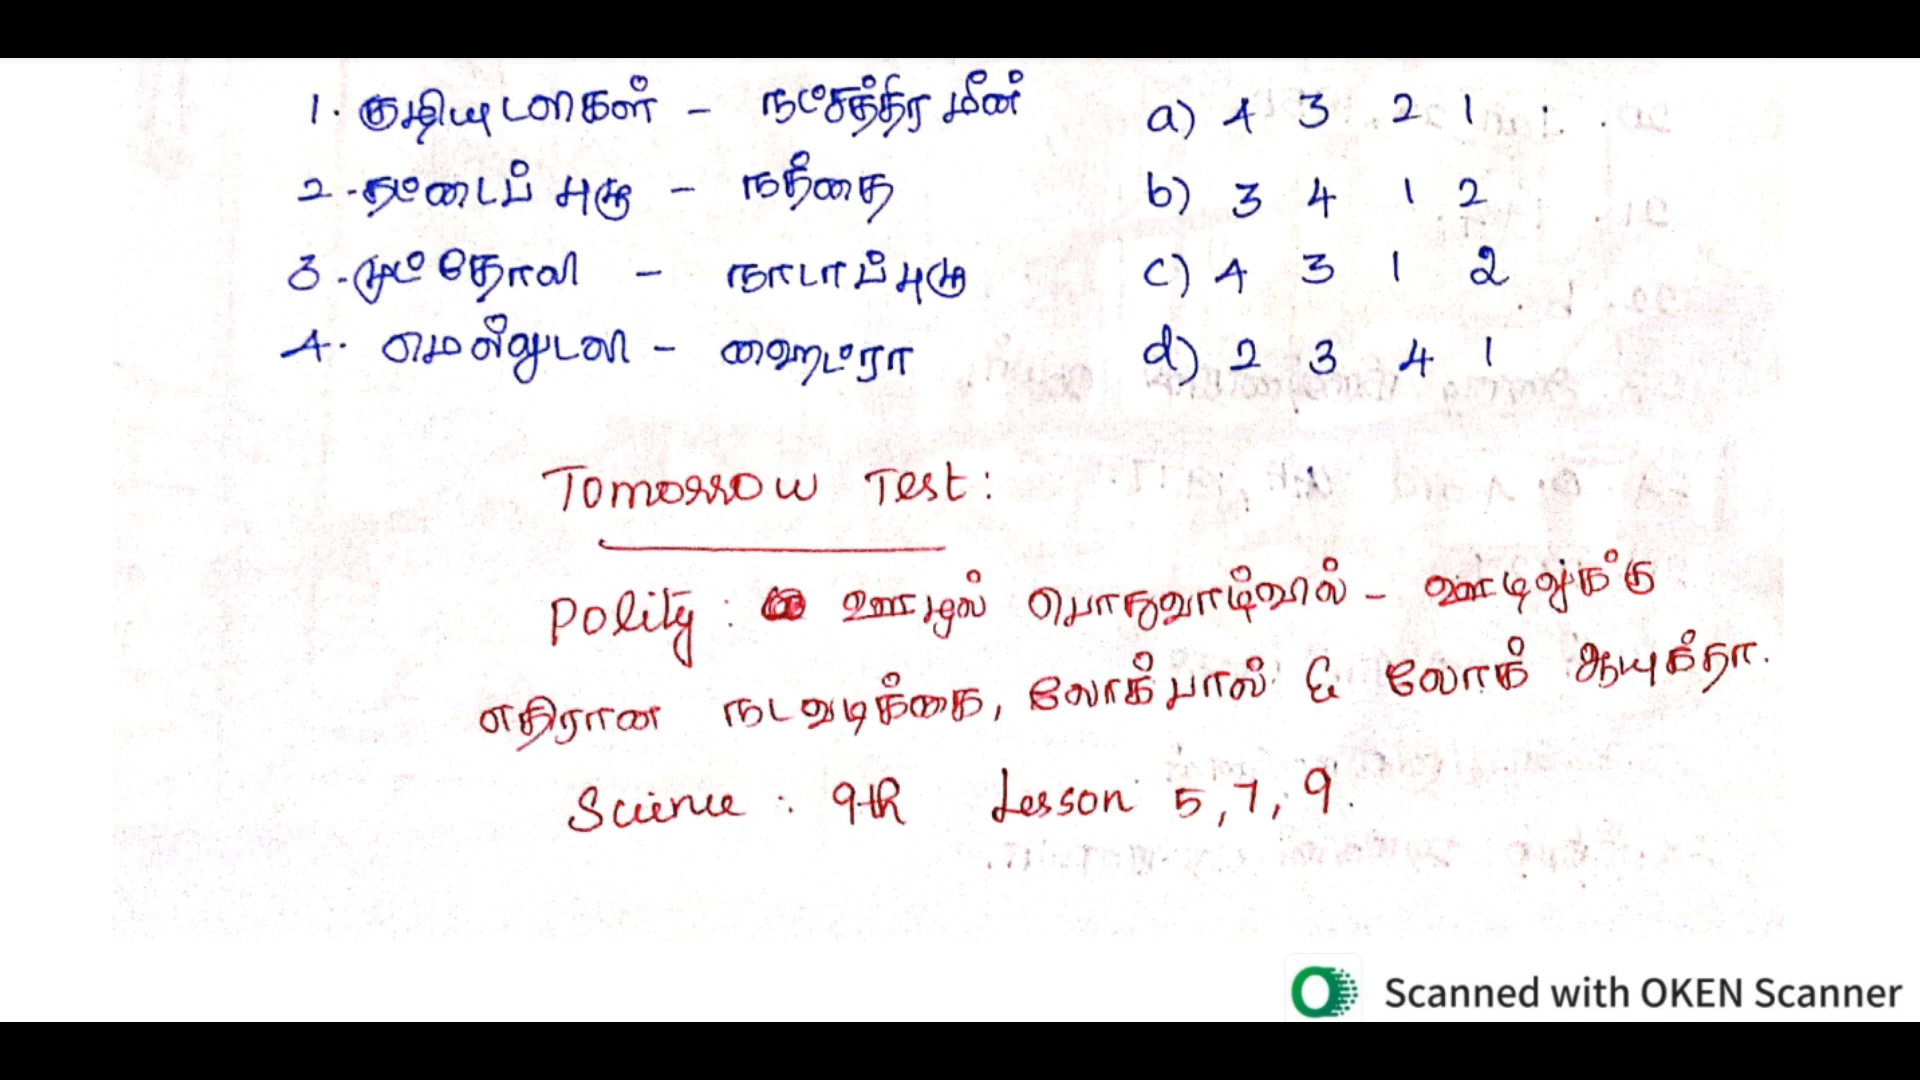 1. குழியுடலிகள் - நட்சத்திர மீன் a) 4 3 2 1
2. தட்டைப் புழு - நத்தை b) 3 4 1 2
3. முட்தோலி - நாடாப்புழு c) 4 3 1 2
4. மெல்லுடலி - ஹைட்ரா d) 2 3 4 1
Tomorrow Test:
Polity: ஊழல் பொதுவாழ்வில் - ஊழலுக்கு
எதிரான நடவடிக்கை, லோக்பால் & லோக் ஆயுக்தா.
Science: 9th Lesson 5, 7, 9.
Scanned with OKEN Scanner